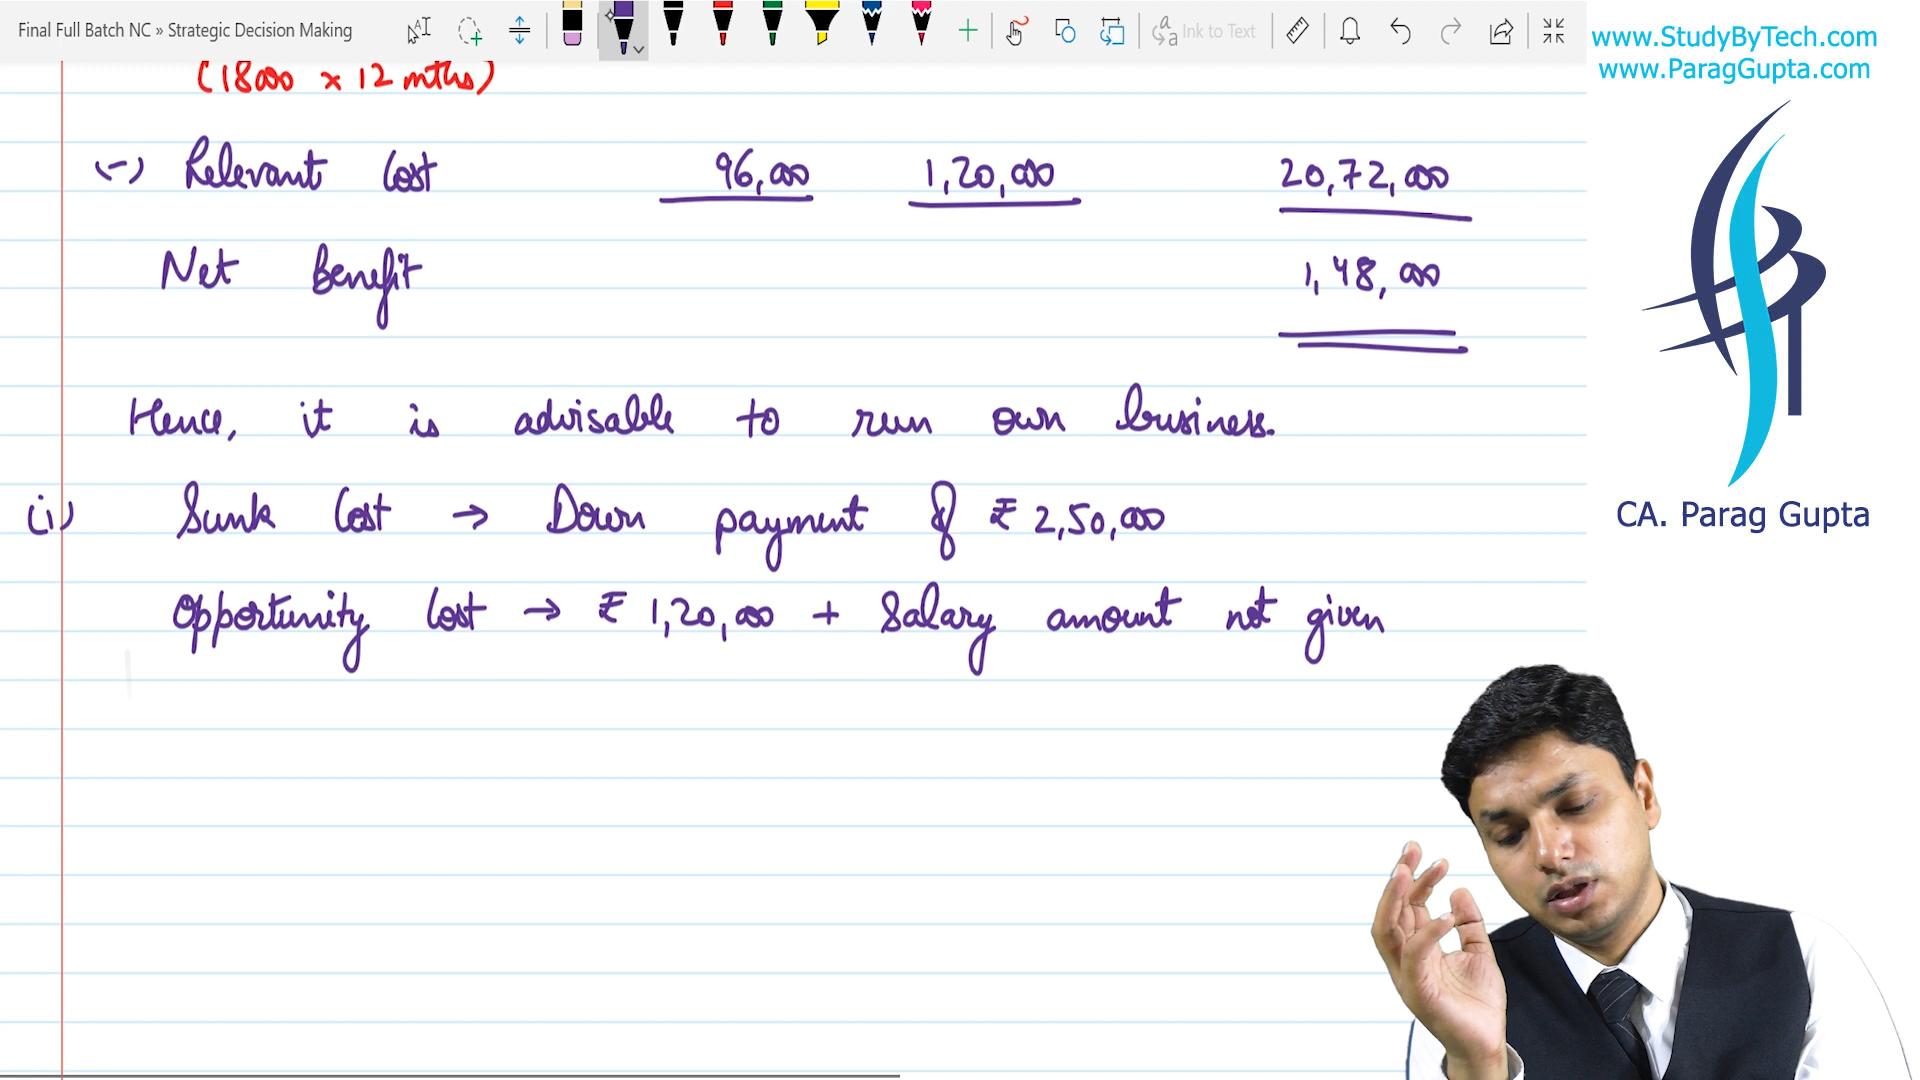 Final Full Batch NC » Strategic Decision Making
Ink to Text
www.StudyByTech.com
www.ParagGupta.com
(18000 x 12 mths)
(-) Relevant Cost 96,000 1,20,000 20,72,000
Net Benefit 1,48,000
Hence, it is advisable to run own business.
(i) Sunk Cost → Down payment of ₹ 2,50,000
Opportunity Cost → ₹ 1,20,000 + Salary amount not given
CA. Parag Gupta